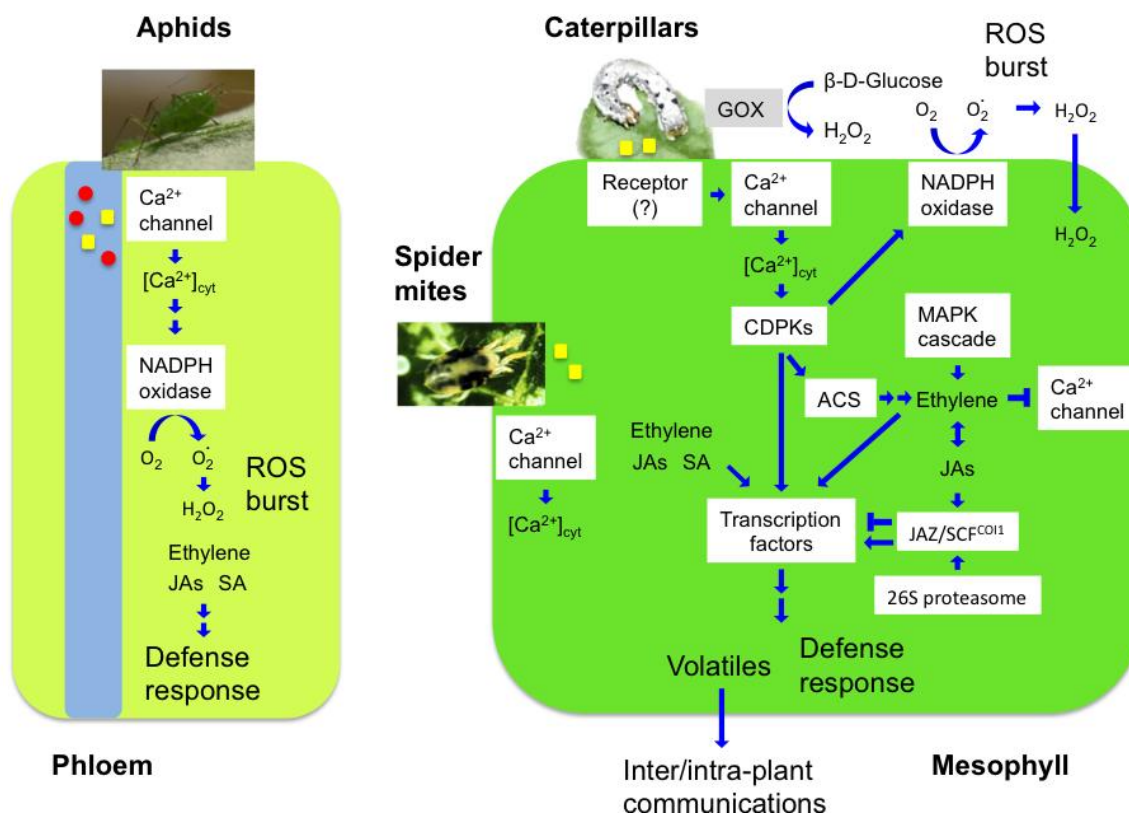 Aphids
Ca²⁺
channel
[Ca²⁺]cyt
NADPH
oxidase
O₂ O₂˙
H₂O₂
ROS
burst
Ethylene
JAs SA
Defense
response
Phloem
Caterpillars
GOX
β-D-Glucose
H₂O₂
ROS
burst
O₂ O₂˙
H₂O₂
H₂O₂
Receptor
(?)
Ca²⁺
channel
NADPH
oxidase
[Ca²⁺]cyt
CDPKs
Spider
mites
Ca²⁺
channel
[Ca²⁺]cyt
MAPK
cascade
ACS
Ethylene
Ca²⁺
channel
Ethylene
JAs SA
JAs
Transcription
factors
JAZ/SCFᶜᴼᴵ¹
26S proteasome
Volatiles
Defense
response
Inter/intra-plant
communications
Mesophyll